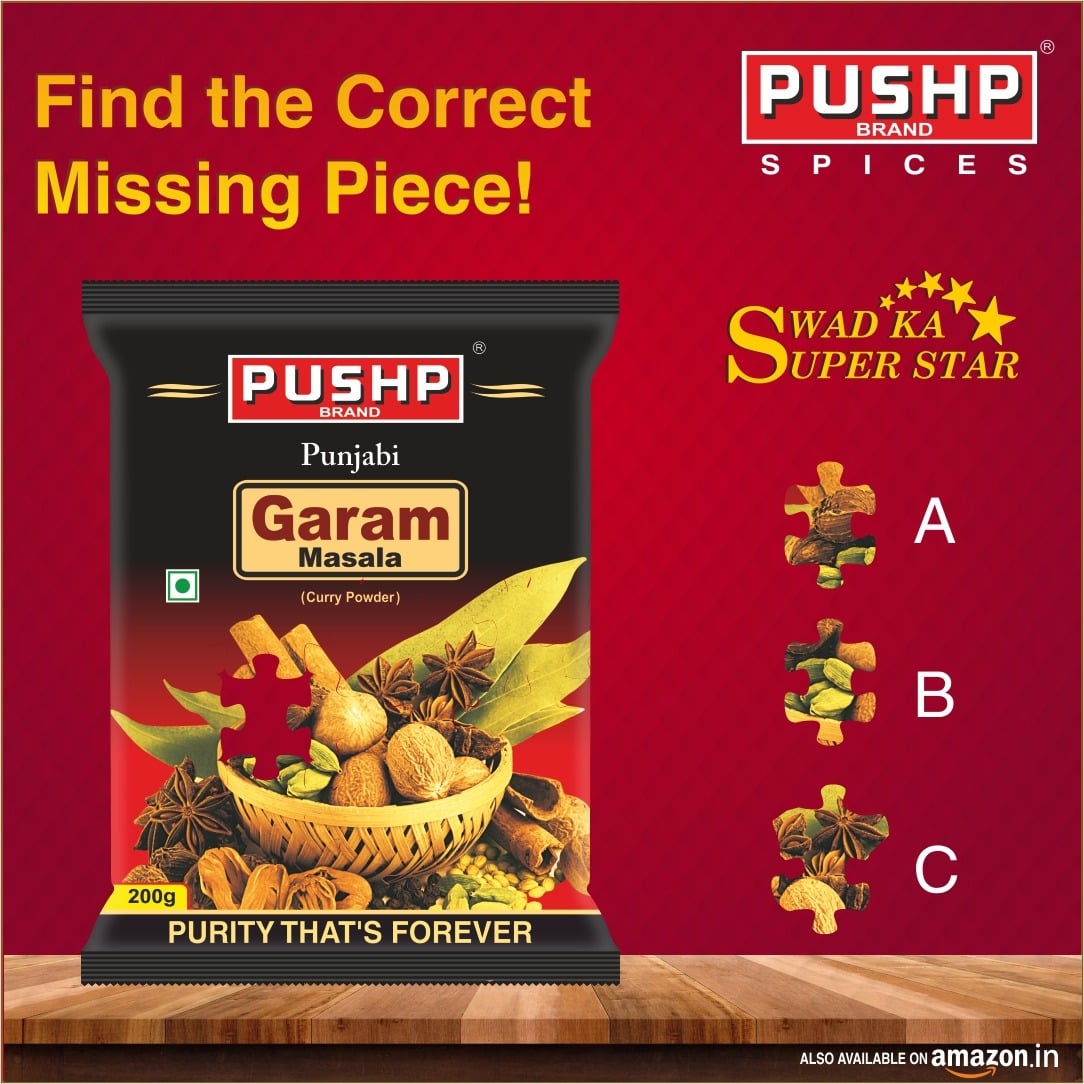 Find the Correct
Missing Piece!
PUSHP®
BRAND
SPICES
SWAD KA
SUPER STAR
PUSHP®
BRAND
Punjabi
Garam
Masala
(Curry Powder)
A
B
C
200g
PURITY THAT'S FOREVER
ALSO AVAILABLE ON amazon.in